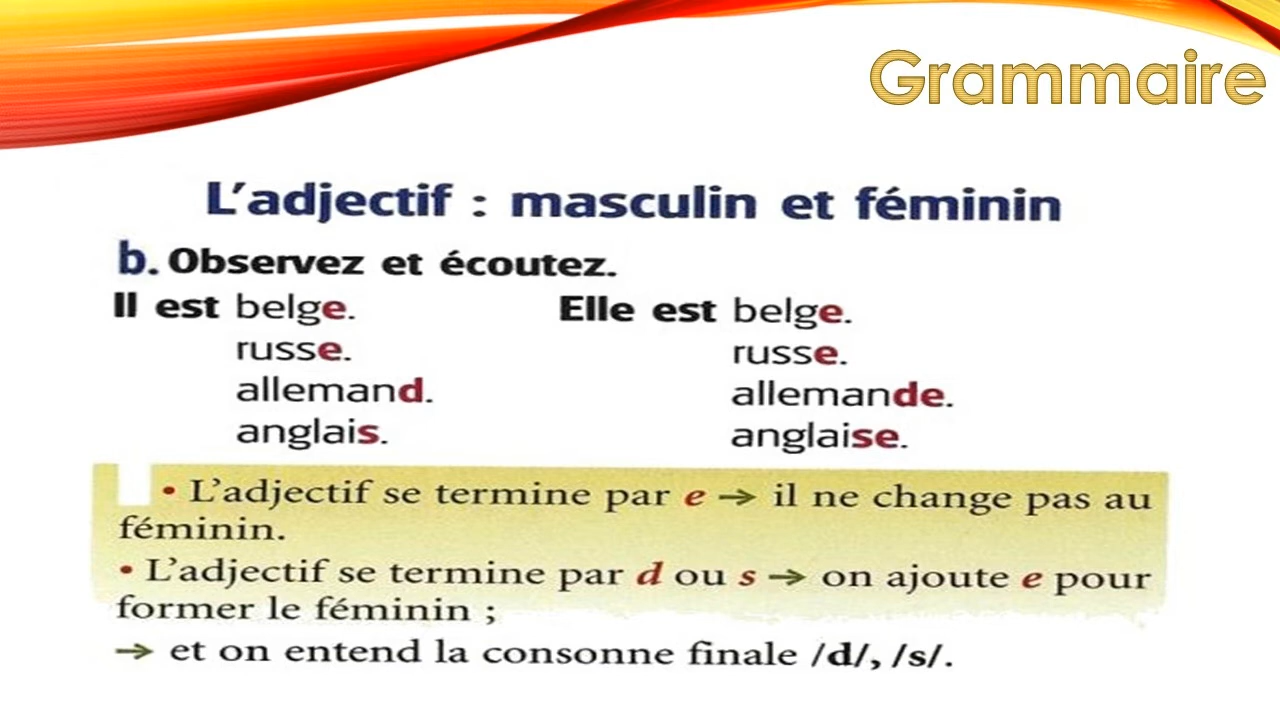 Grammaire
L'adjectif : masculin et féminin
b. Observez et écoutez.
Il est belge. Elle est belge.
russe. russe.
allemand. allemande.
anglais. anglaise.
• L'adjectif se termine par e → il ne change pas au
féminin.
• L'adjectif se termine par d ou s → on ajoute e pour
former le féminin ;
→ et on entend la consonne finale /d/, /s/.